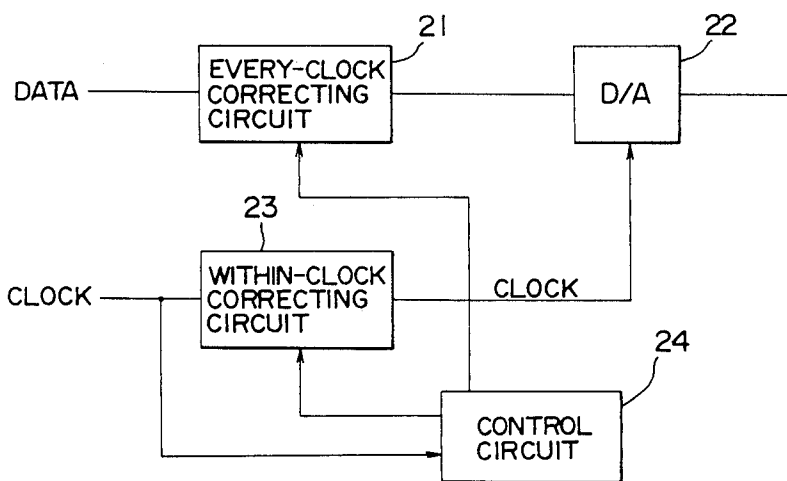 21
22
EVERY-CLOCK
CORRECTING
CIRCUIT
DATA
D/A
23
WITHIN-CLOCK
CORRECTING
CIRCUIT
CLOCK
CLOCK
24
CONTROL
CIRCUIT